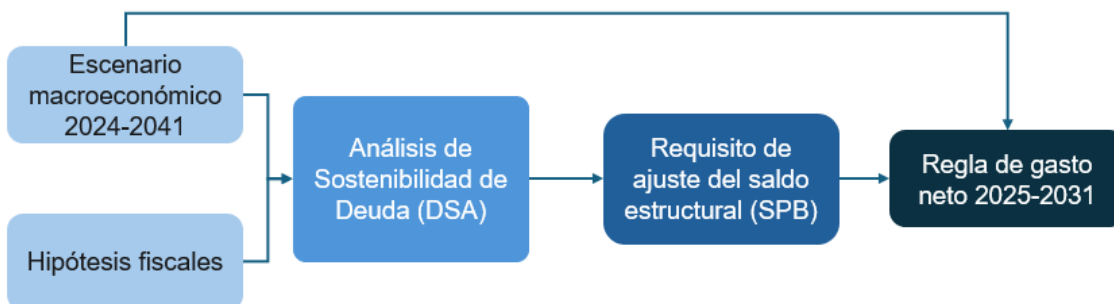 Escenario
macroeconómico
2024-2041
Hipótesis fiscales
Análisis de
Sostenibilidad de
Deuda (DSA)
Requisito de
ajuste del saldo
estructural (SPB)
Regla de gasto
neto 2025-2031